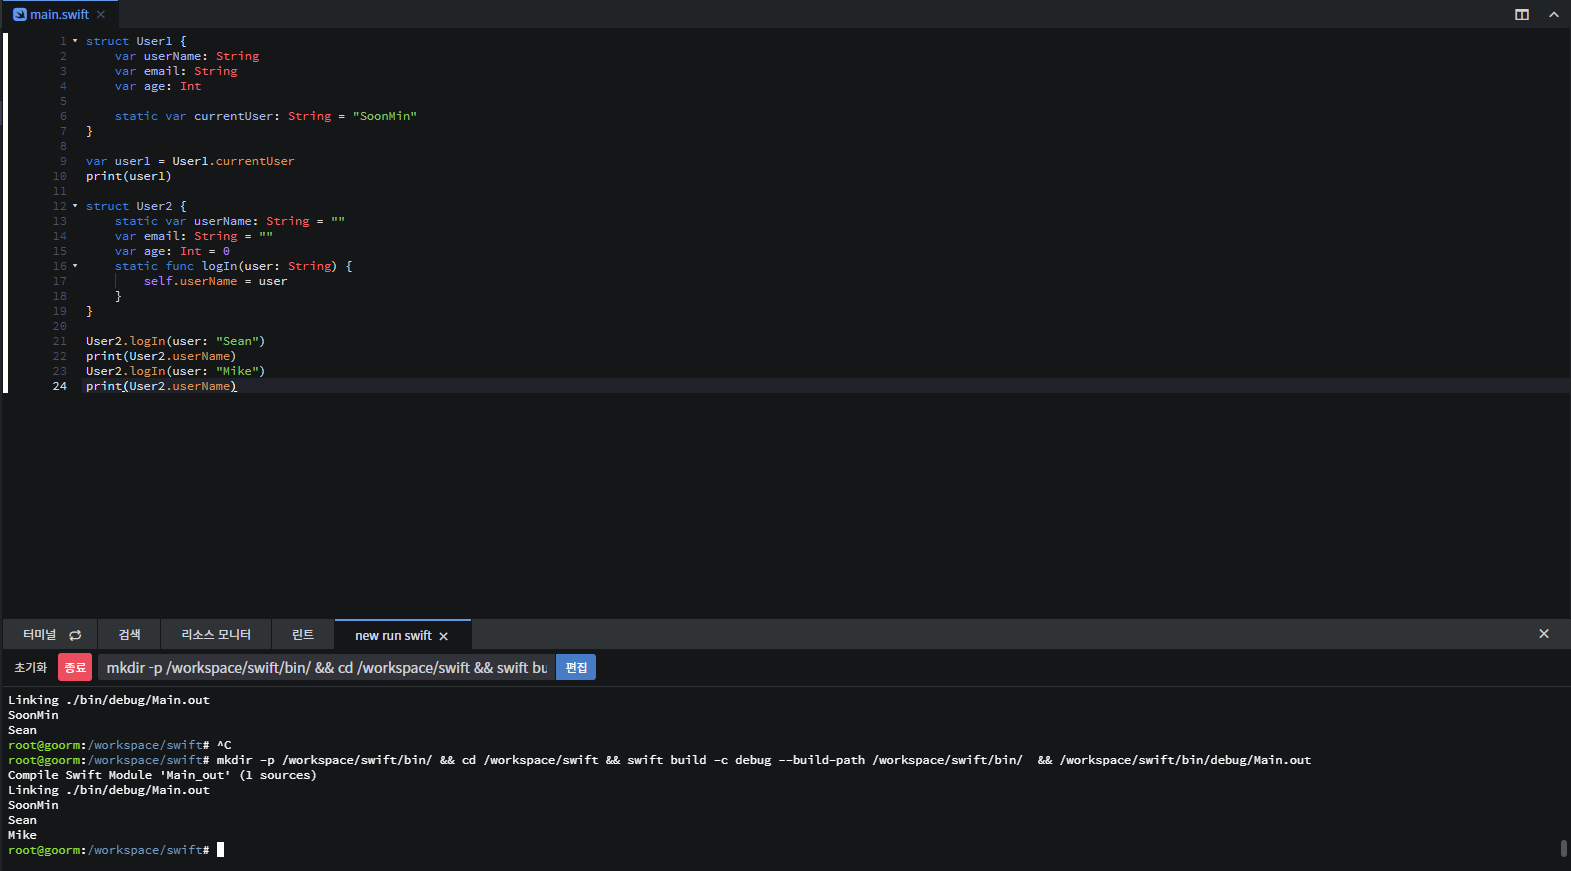 main.swift
1 struct User1 {
2 var userName: String
3 var email: String
4 var age: Int
5
6 static var currentUser: String = "SoonMin"
7 }
8
9 var user1 = User1.currentUser
10 print(user1)
11
12 struct User2 {
13 static var userName: String = ""
14 var email: String = ""
15 var age: Int = 0
16 static func logIn(user: String) {
17 self.userName = user
18 }
19 }
20
21 User2.logIn(user: "Sean")
22 print(User2.userName)
23 User2.logIn(user: "Mike")
24 print(User2.userName)
터미널 검색 리소스 모니터 린트 new run swift
초기화 종료 mkdir -p /workspace/swift/bin/ && cd /workspace/swift && swift bu 편집
Linking ./bin/debug/Main.out
SoonMin
Sean
root@goorm:/workspace/swift# ^C
root@goorm:/workspace/swift# mkdir -p /workspace/swift/bin/ && cd /workspace/swift && swift build -c debug --build-path /workspace/swift/bin/  && /workspace/swift/bin/debug/Main.out
Compile Swift Module 'Main_out' (1 sources)
Linking ./bin/debug/Main.out
SoonMin
Sean
Mike
root@goorm:/workspace/swift#